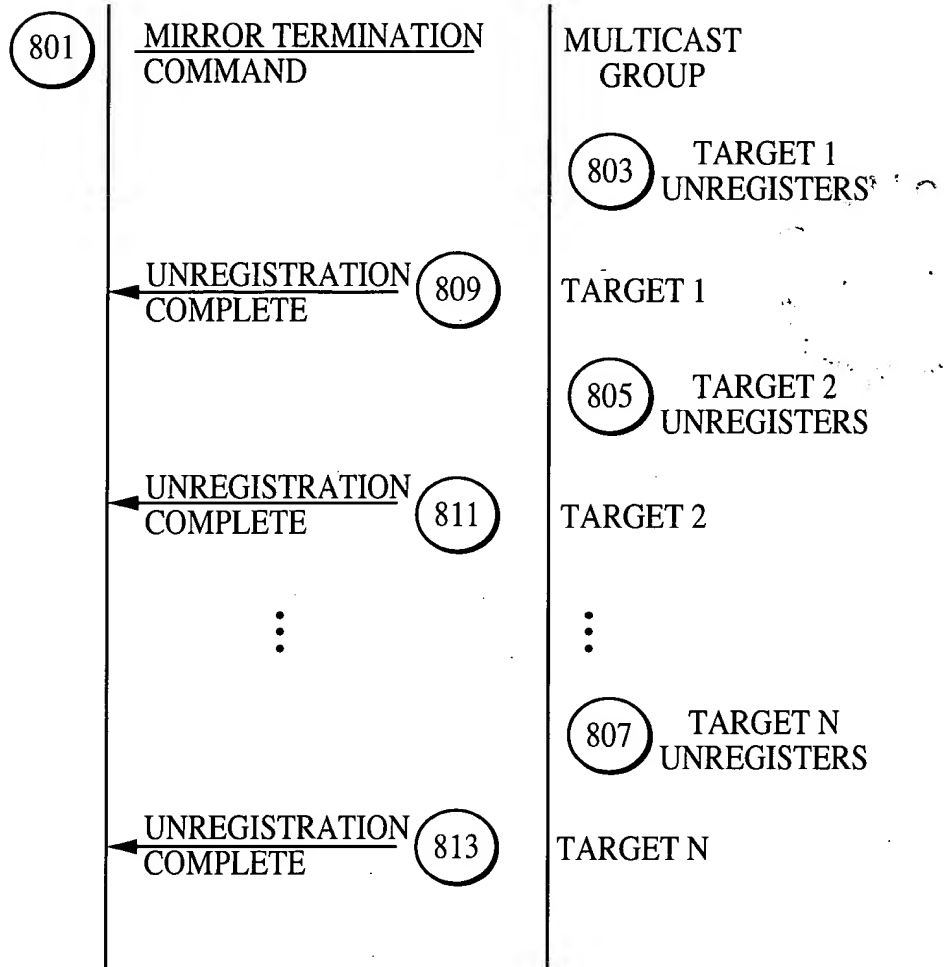 801 MIRROR TERMINATION MULTICAST
COMMAND GROUP
803 TARGET 1
UNREGISTERS
UNREGISTRATION 809 TARGET 1
COMPLETE
805 TARGET 2
UNREGISTERS
UNREGISTRATION 811 TARGET 2
COMPLETE
807 TARGET N
UNREGISTERS
UNREGISTRATION 813 TARGET N
COMPLETE